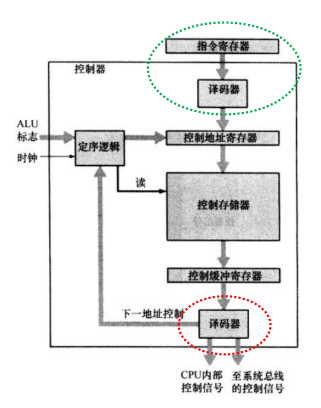 指令寄存器
控制器
译码器
ALU
标志
定序逻辑
控制地址寄存器
时钟
读
控制存储器
控制缓冲寄存器
下一地址控制
译码器
CPU内部
控制信号
至系统总线
的控制信号